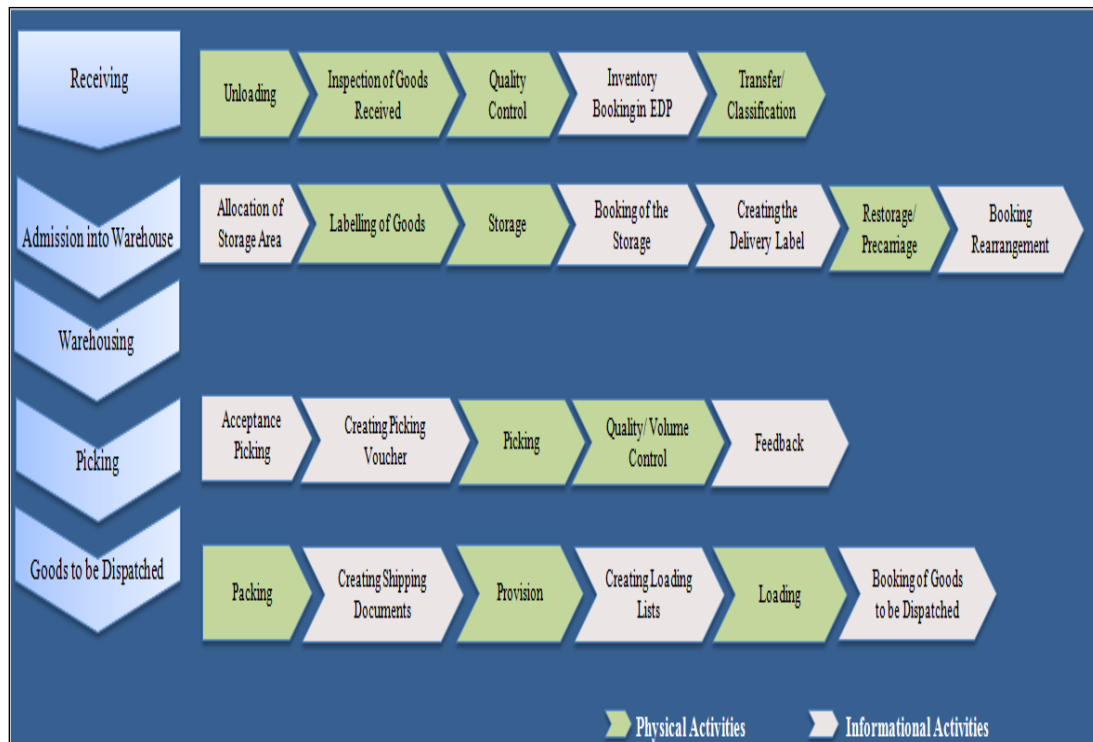 Receiving
Unloading
Inspection of Goods
Received
Quality
Control
Inventory
Booking in EDP
Transfer/
Classification
Admission into Warehouse
Allocation of
Storage Area
Labelling of Goods
Storage
Booking of the
Storage
Creating the
Delivery Label
Restorage/
Precarriage
Booking
Rearrangement
Warehousing
Picking
Acceptance
Picking
Creating Picking
Voucher
Picking
Quality/ Volume
Control
Feedback
Goods to be Dispatched
Packing
Creating Shipping
Documents
Provision
Creating Loading
Lists
Loading
Booking of Goods
to be Dispatched
Physical Activities
Informational Activities